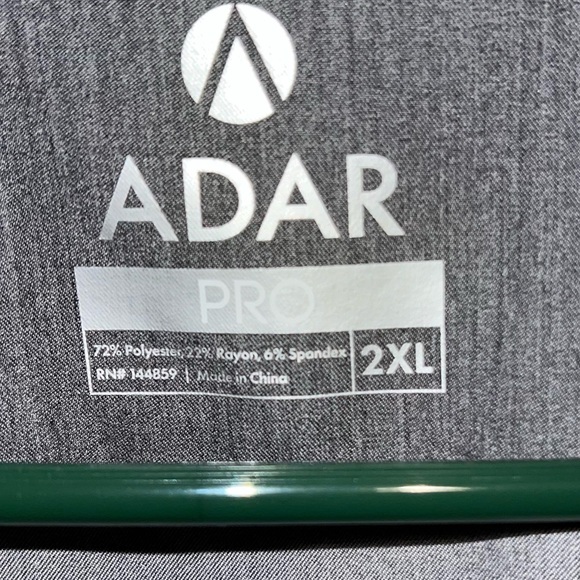 ADAR
PRO
72% Polyester, 22% Rayon, 6% Spandex
RN# 144859 | Made in China
2XL